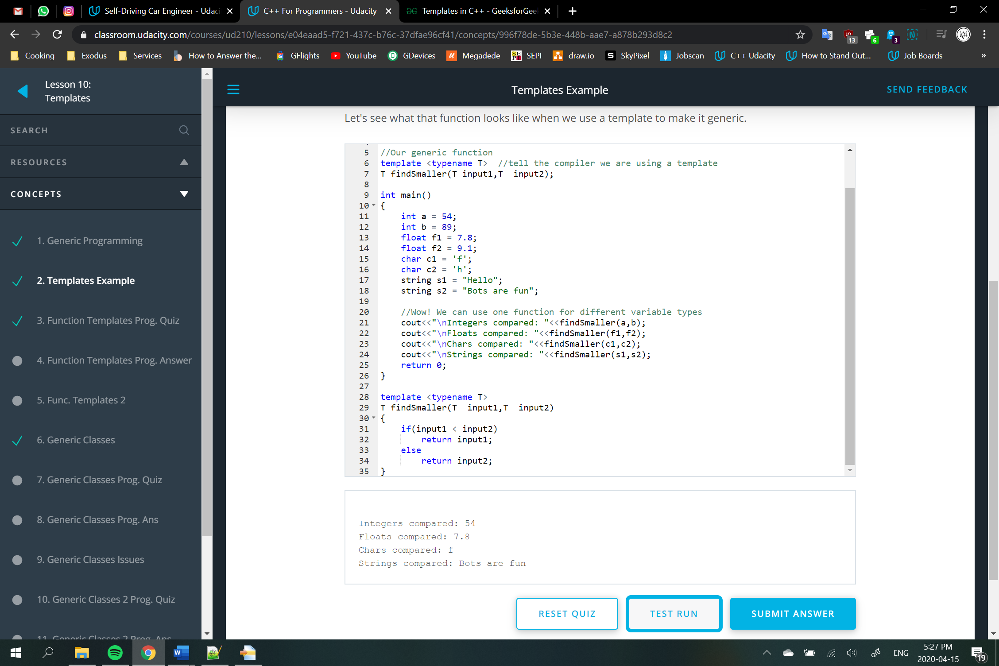 Self-Driving Car Engineer - Udaci
C++ For Programmers - Udacity
Templates in C++ - GeeksforGeek
classroom.udacity.com/courses/ud210/lessons/e04eaad5-f721-437c-b76c-37dfae96cf41/concepts/996f78de-5b3e-448b-aae7-a878b293d8c2
13
6
3
Cooking
Exodus
Services
How to Answer the...
GFlights
YouTube
GDevices
Megadede
SEPI
draw.io
SkyPixel
Jobscan
C++ Udacity
How to Stand Out...
Job Boards
»
Lesson 10:
Templates
SEARCH
RESOURCES
CONCEPTS
1. Generic Programming
2. Templates Example
3. Function Templates Prog. Quiz
4. Function Templates Prog. Answer
5. Func. Templates 2
6. Generic Classes
7. Generic Classes Prog. Quiz
8. Generic Classes Prog. Ans
9. Generic Classes Issues
10. Generic Classes 2 Prog. Quiz
11. Generic Classes 2 Prog. Ans
Templates Example
SEND FEEDBACK
Let's see what that function looks like when we use a template to make it generic.
5 //Our generic function
6 template <typename T>  //tell the compiler we are using a template
7 T findSmaller(T input1,T  input2);
8
9 int main()
10 {
11     int a = 54;
12     int b = 89;
13     float f1 = 7.8;
14     float f2 = 9.1;
15     char c1 = 'f';
16     char c2 = 'h';
17     string s1 = "Hello";
18     string s2 = "Bots are fun";
19
20     //Wow! We can use one function for different variable types
21     cout<<"\nIntegers compared: "<<findSmaller(a,b);
22     cout<<"\nFloats compared: "<<findSmaller(f1,f2);
23     cout<<"\nChars compared: "<<findSmaller(c1,c2);
24     cout<<"\nStrings compared: "<<findSmaller(s1,s2);
25     return 0;
26 }
27
28 template <typename T>
29 T findSmaller(T  input1,T  input2)
30 {
31     if(input1 < input2)
32         return input1;
33     else
34         return input2;
35 }
Integers compared: 54
Floats compared: 7.8
Chars compared: f
Strings compared: Bots are fun
RESET QUIZ
TEST RUN
SUBMIT ANSWER
ENG
5:27 PM
2020-04-15
19